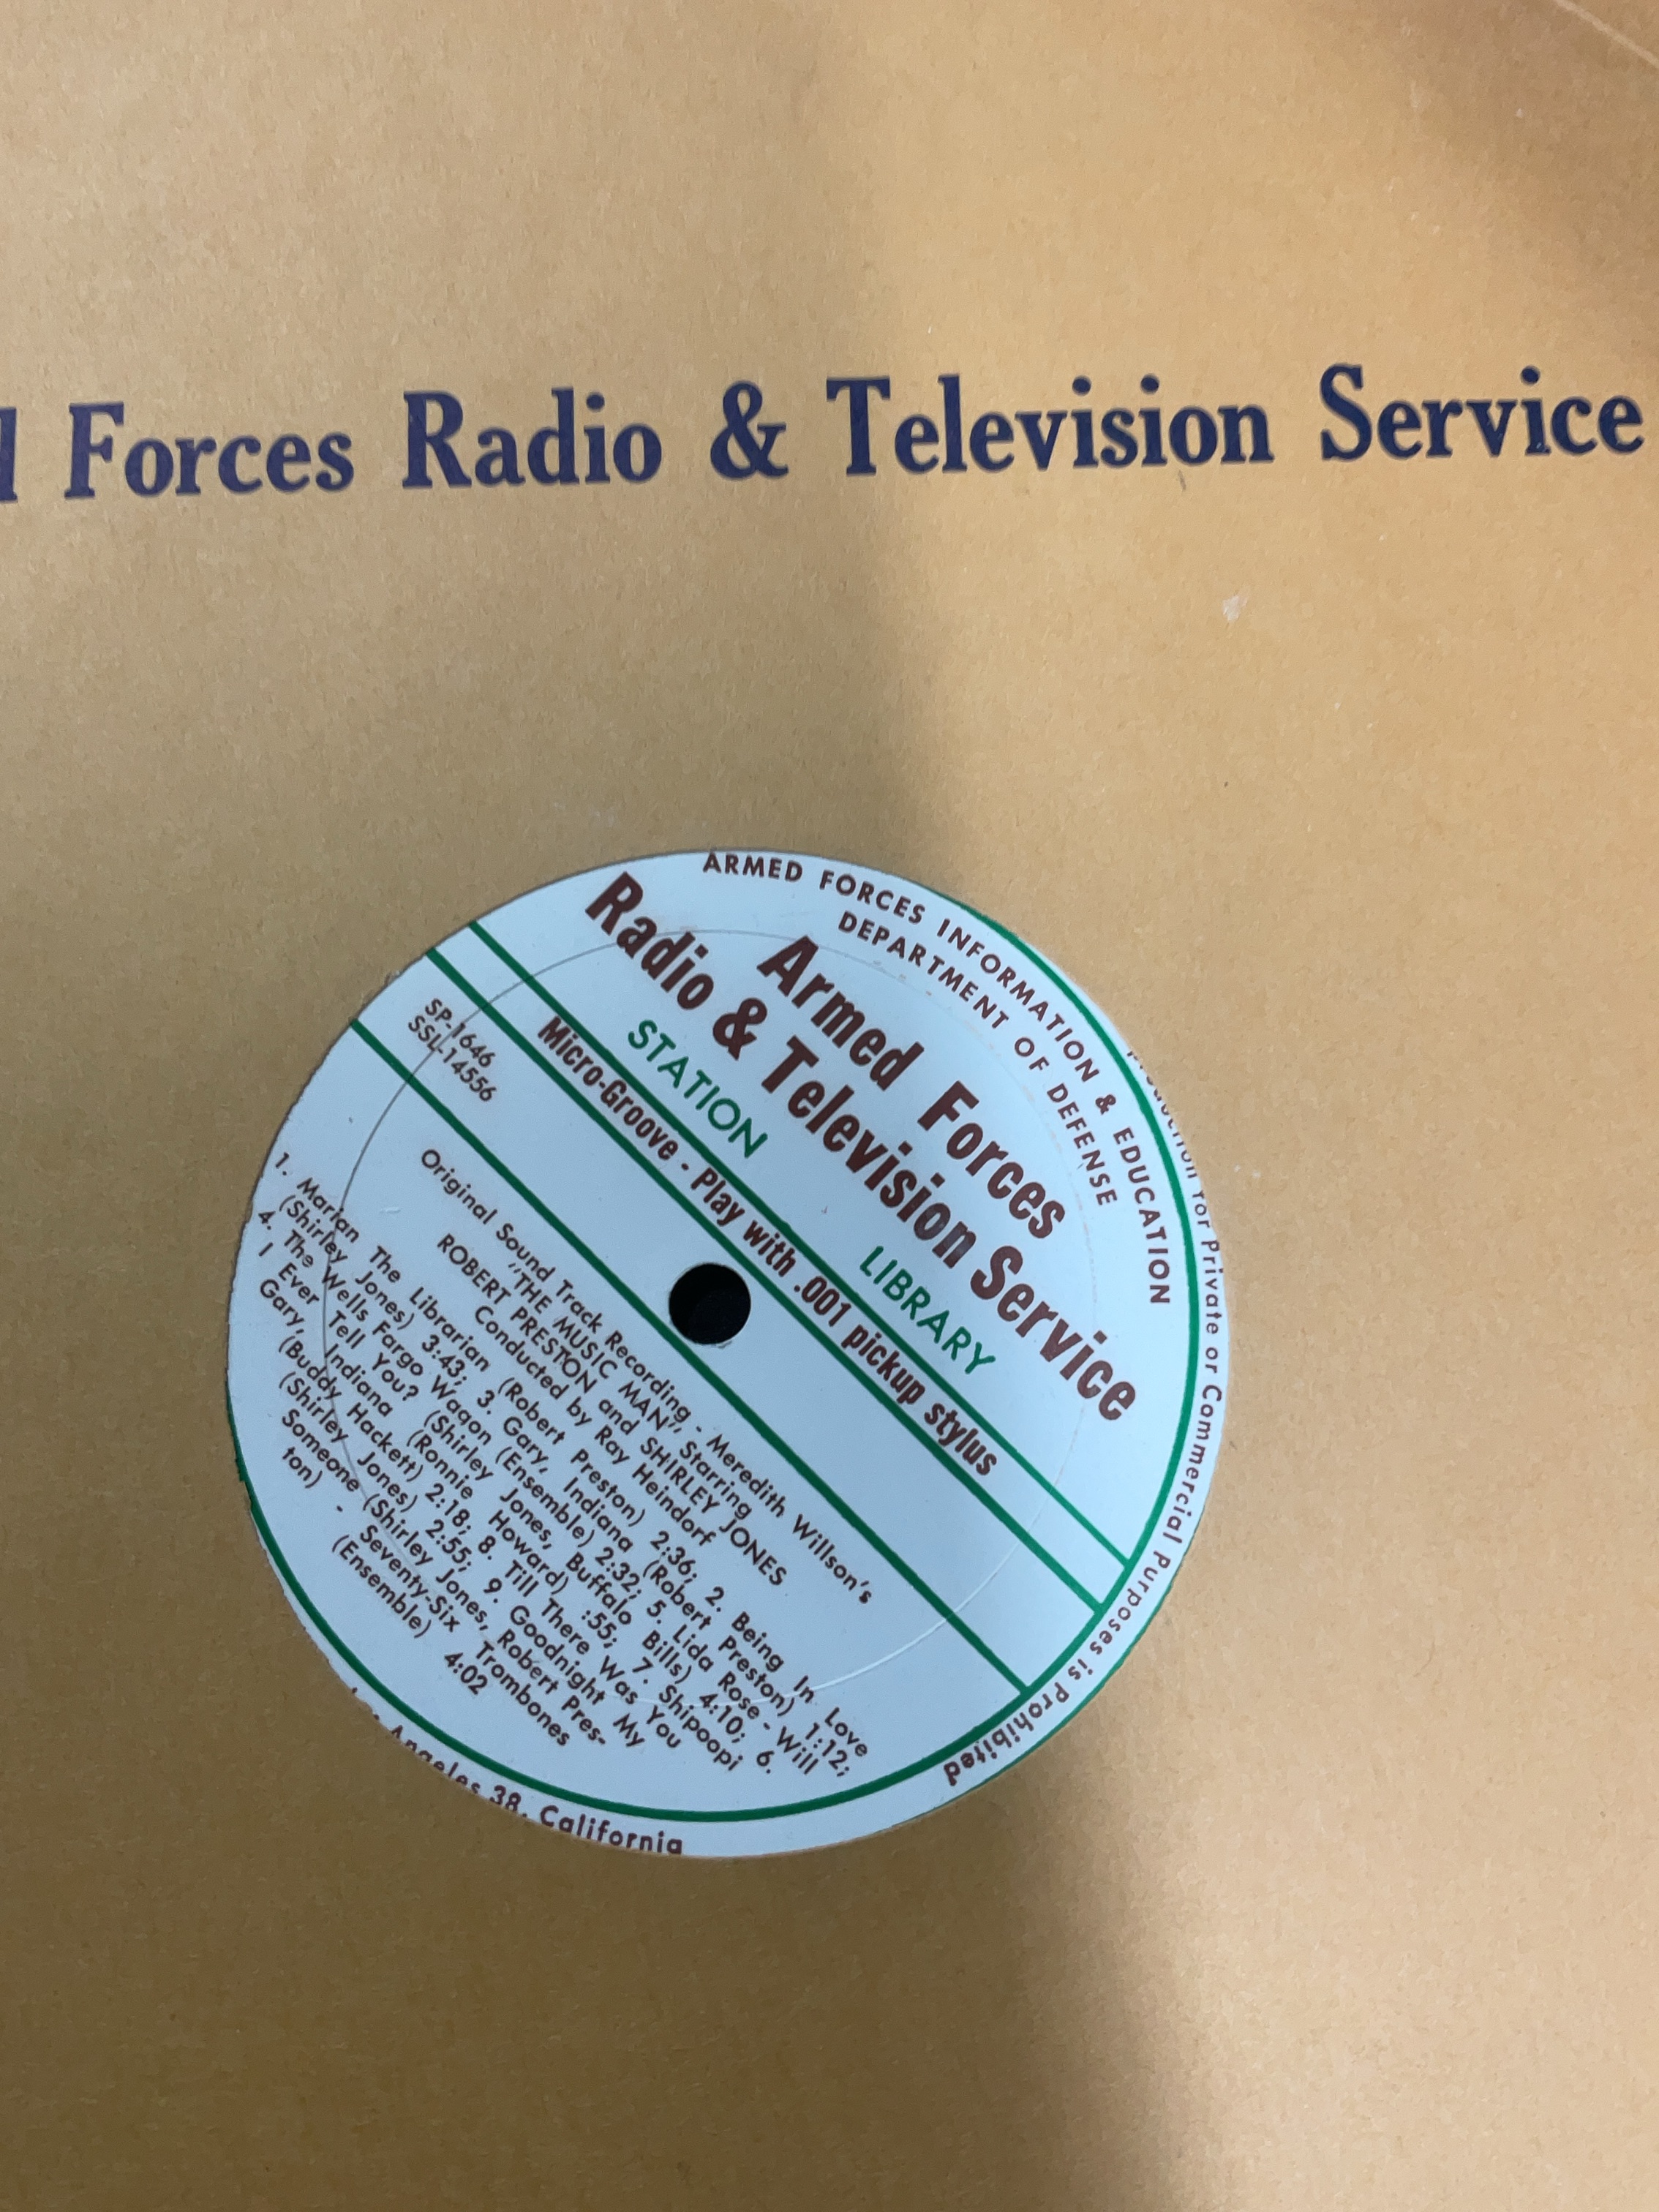 Forces Radio & Television Service
ARMED FORCES INFORMATION & EDUCATION
DEPARTMENT OF DEFENSE
Armed Forces
Radio & Television Service
STATION LIBRARY
Micro-Groove - Play with .001 pickup stylus
SP-1646
SSL-14556
Original Sound Track Recording - Meredith Willson's
"THE MUSIC MAN", Starring
ROBERT PRESTON and SHIRLEY JONES
Conducted by Ray Heindorf
1. Marian The Librarian (Robert Preston) 2:36; 2. Being In Love
(Shirley Jones) 3:43; 3. Gary, Indiana (Robert Preston) 1:12;
4. The Wells Fargo Wagon (Ensemble) 2:32; 5. Lida Rose - Will
I Ever Tell You? (Shirley Jones, Buffalo Bills) 4:10; 6.
Gary, Indiana (Ronnie Howard) :55; 7. Shipoopi
(Buddy Hackett) 2:18; 8. Till There Was You
(Shirley Jones) 2:55; 9. Goodnight My
Someone (Shirley Jones, Robert Pres-
ton) - Seventy-Six Trombones
(Ensemble) 4:02
for Private or Commercial Purposes is Prohibited
Angeles 38, California